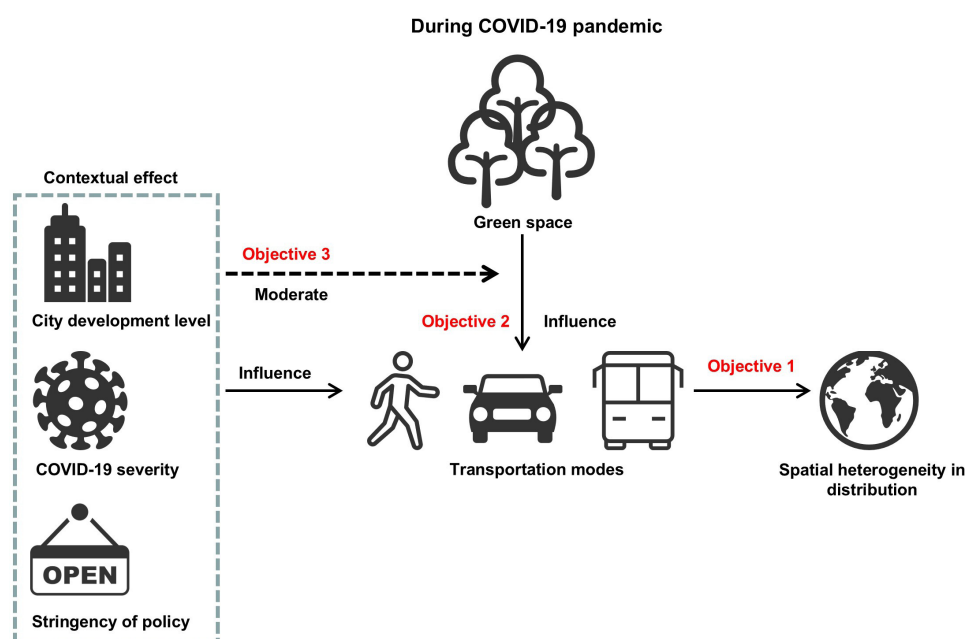 During COVID-19 pandemic
Contextual effect
Green space
Objective 3
Moderate
City development level
Objective 2
Influence
Influence
Objective 1
COVID-19 severity
Transportation modes
Spatial heterogeneity in
distribution
OPEN
Stringency of policy